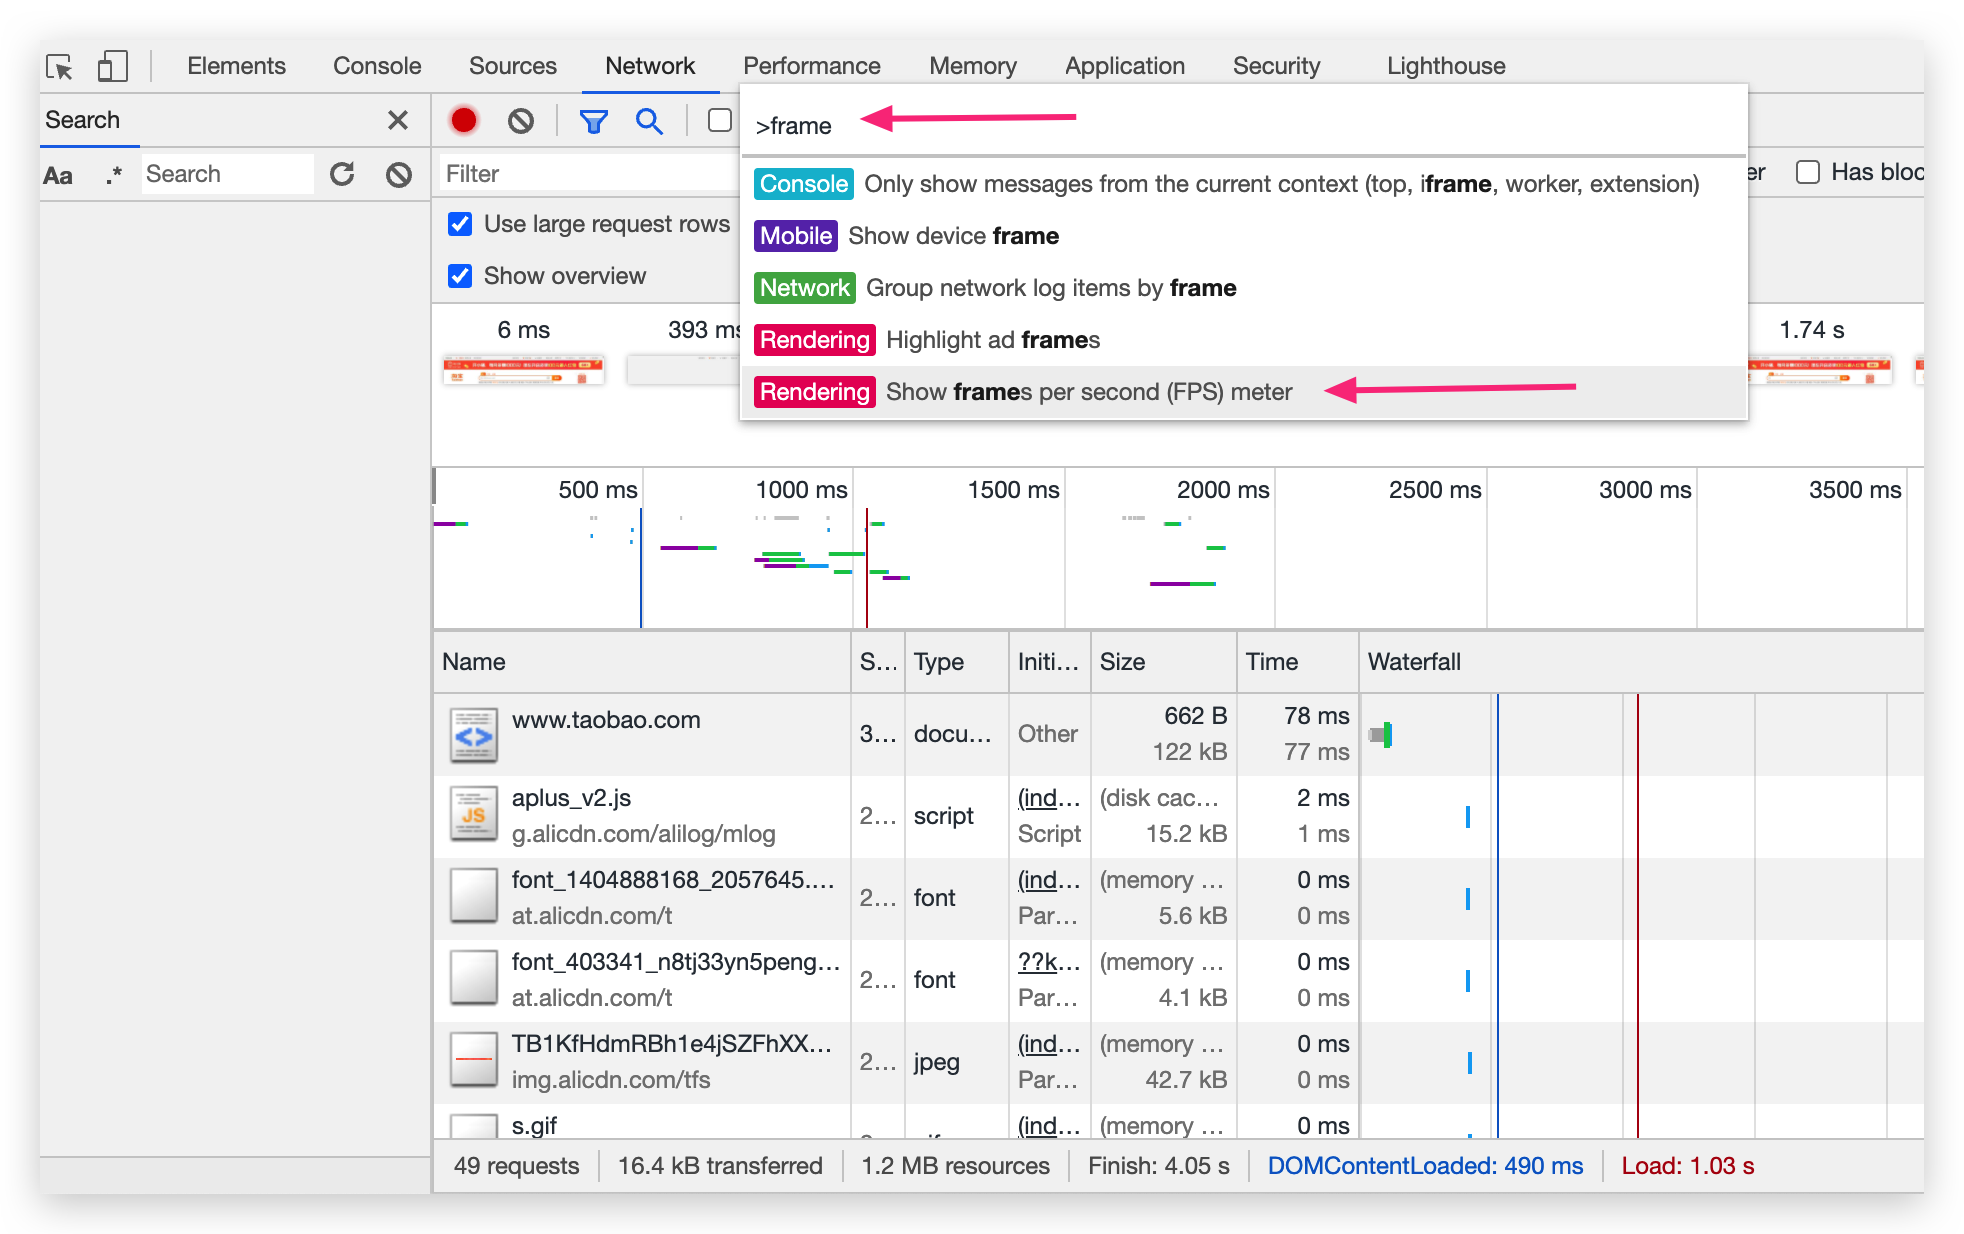 Elements Console Sources Network Performance Memory Application Security Lighthouse
Search
>frame
Aa .* Search
Filter
er Has bloc
Console Only show messages from the current context (top, iframe, worker, extension)
Use large request rows
Mobile Show device frame
Show overview
Network Group network log items by frame
6 ms 393 ms 1.74 s
Rendering Highlight ad frames
Rendering Show frames per second (FPS) meter
500 ms 1000 ms 1500 ms 2000 ms 2500 ms 3000 ms 3500 ms
Name S... Type Initi... Size Time Waterfall
www.taobao.com 3... docu... Other 662 B 78 ms
122 kB 77 ms
JS aplus_v2.js 2... script (ind... (disk cac... 2 ms
g.alicdn.com/alilog/mlog Script 15.2 kB 1 ms
font_1404888168_2057645.... 2... font (ind... (memory ... 0 ms
at.alicdn.com/t Par... 5.6 kB 0 ms
font_403341_n8tj33yn5peng... 2... font ??k... (memory ... 0 ms
at.alicdn.com/t Par... 4.1 kB 0 ms
TB1KfHdmRBh1e4jSZFhXX... 2... jpeg (ind... (memory ... 0 ms
img.alicdn.com/tfs Par... 42.7 kB 0 ms
s.gif (ind... (memory ... 0 ms
49 requests 16.4 kB transferred 1.2 MB resources Finish: 4.05 s DOMContentLoaded: 490 ms Load: 1.03 s